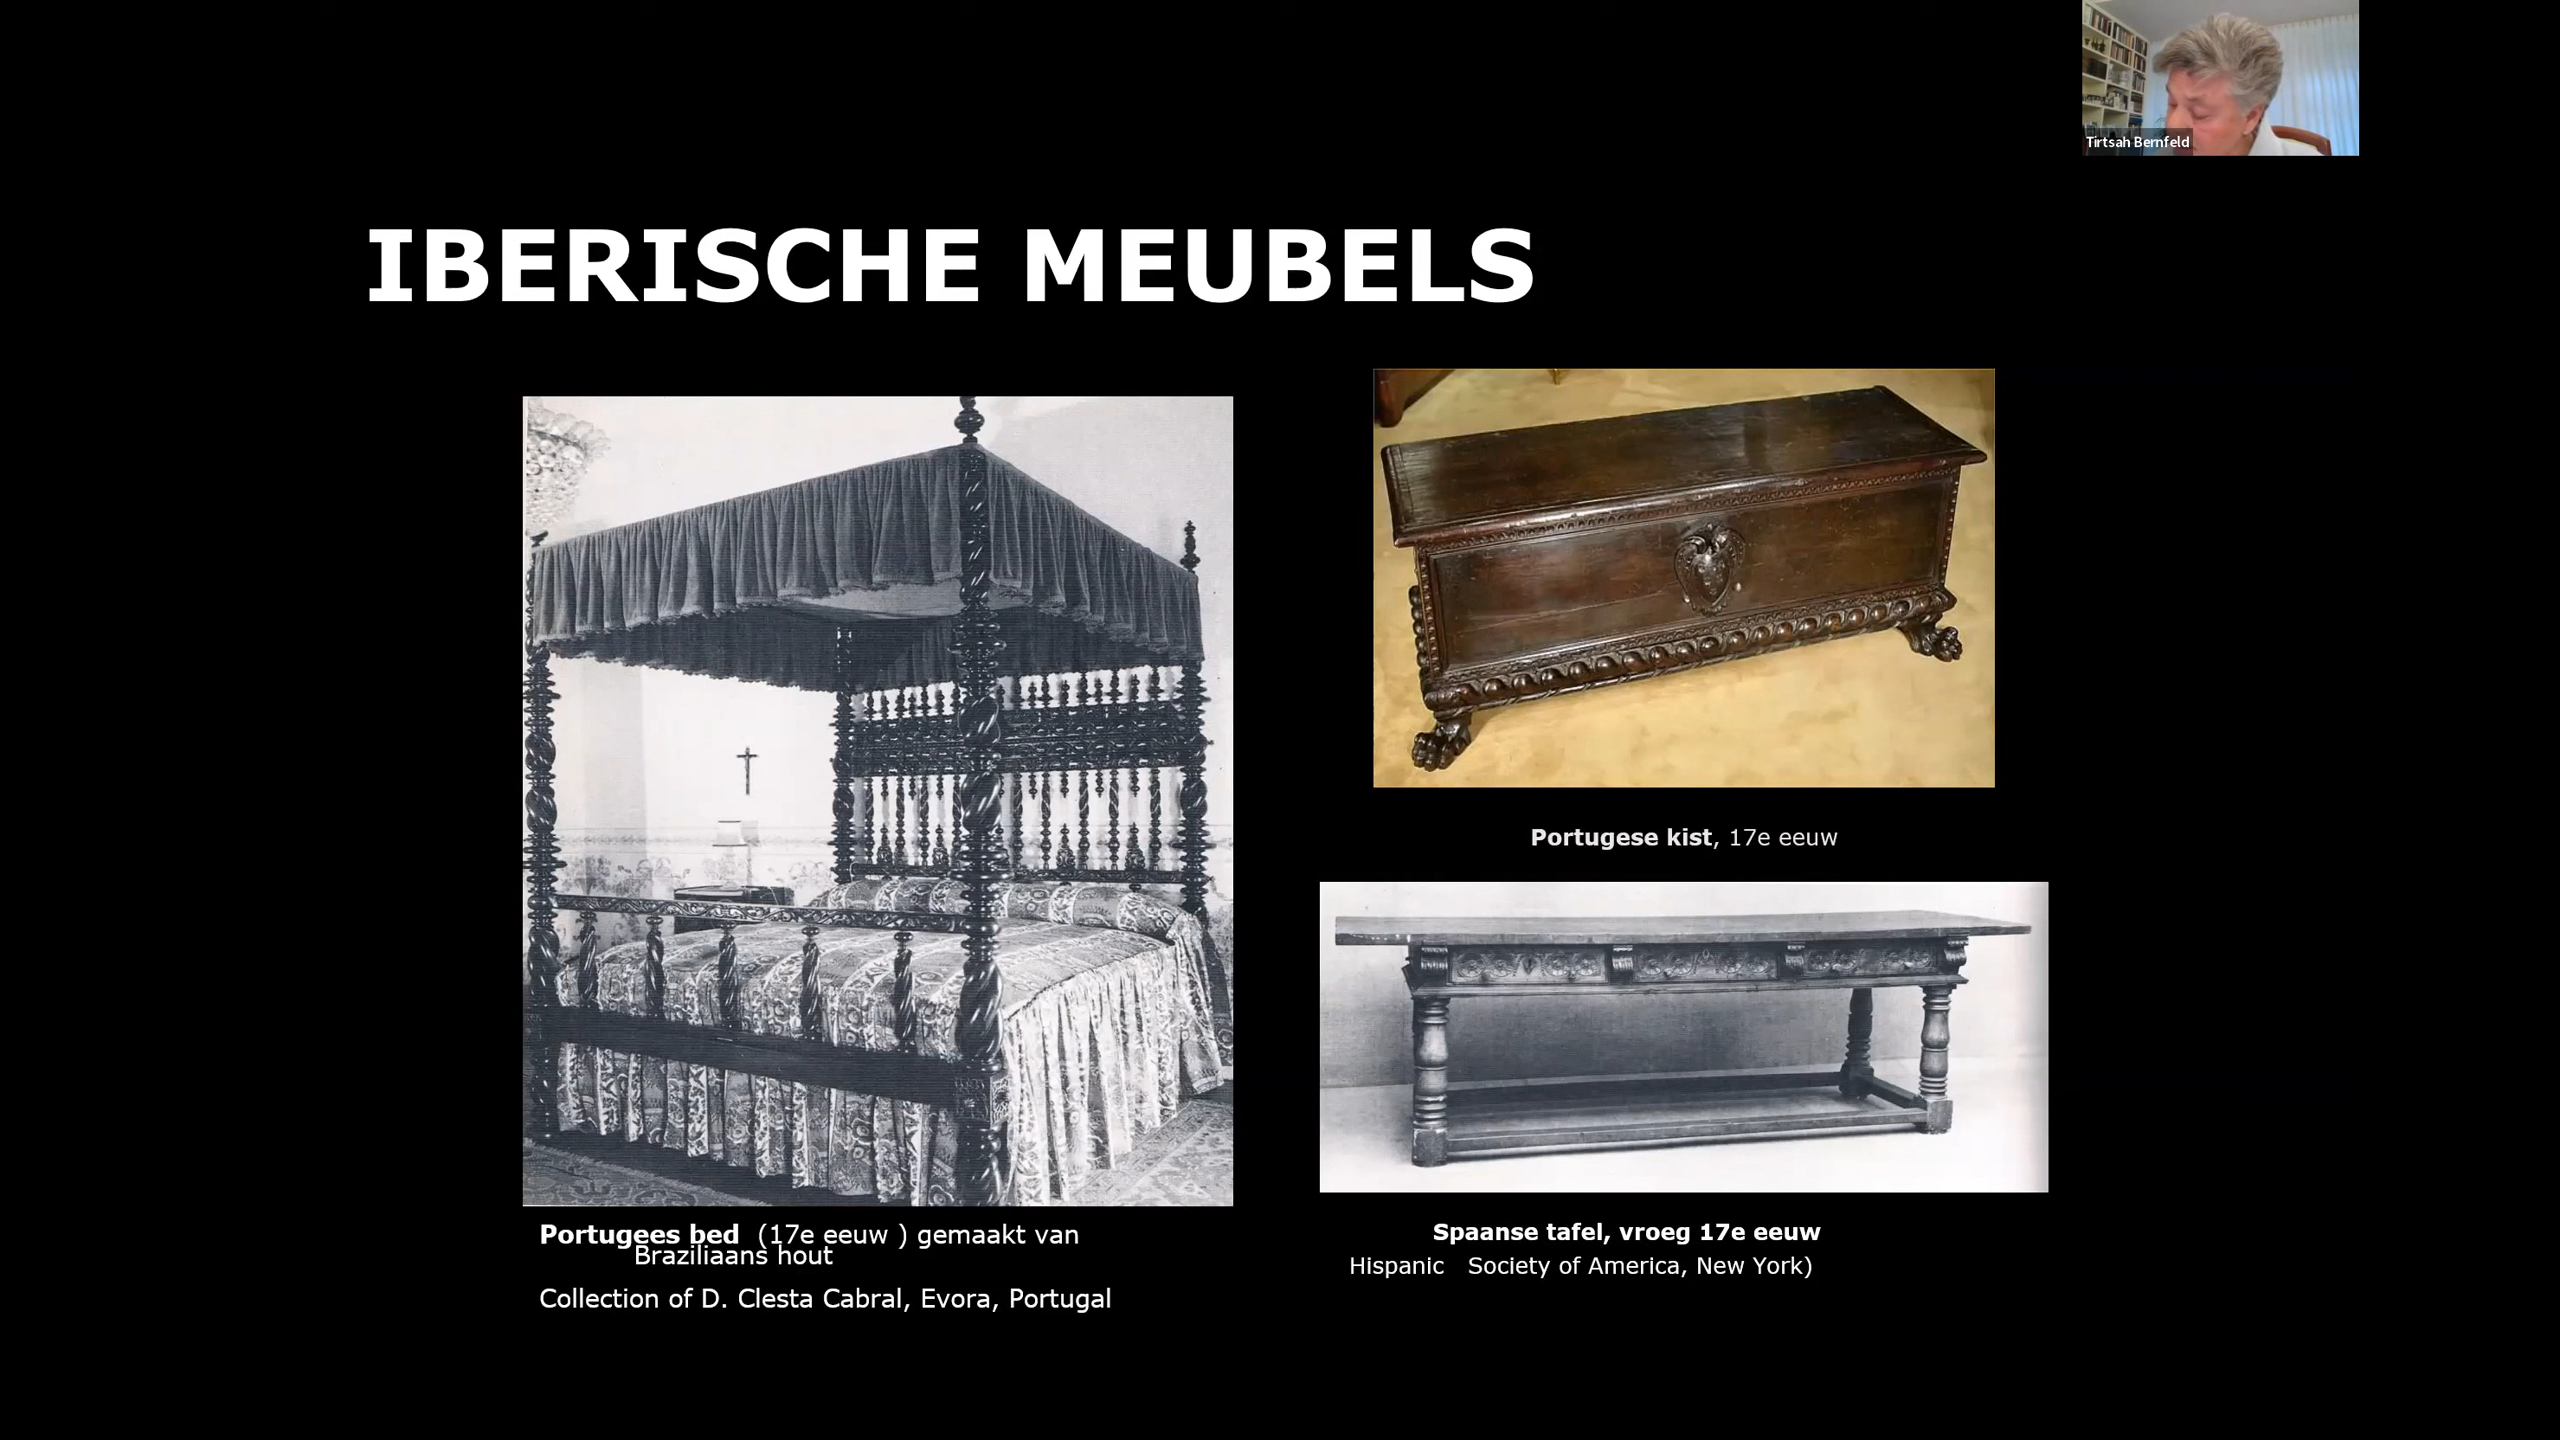 Tirtsah Bernfeld
IBERISCHE MEUBELS
Portugees bed (17e eeuw ) gemaakt van
Braziliaans hout
Collection of D. Clesta Cabral, Evora, Portugal
Portugese kist, 17e eeuw
Spaanse tafel, vroeg 17e eeuw
Hispanic Society of America, New York)